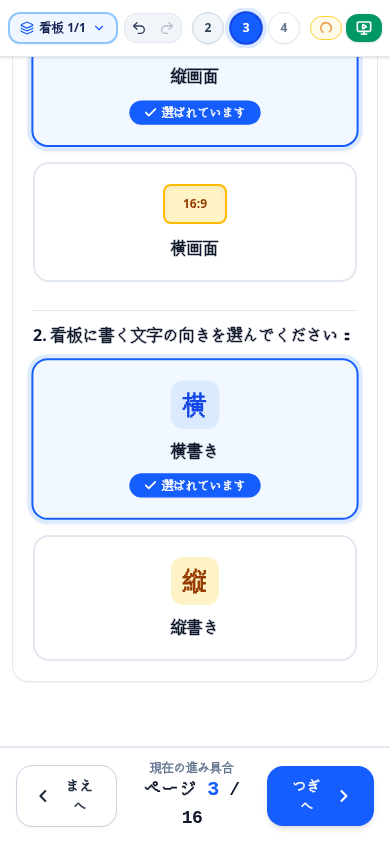 看板 1/1 2 3 4
縦画面
選ばれています
16:9
横画面
2. 看板に書く文字の向きを選んでください：
横
横書き
選ばれています
縦
縦書き
現在の進み具合
まえ
へ
ページ 3 /
16
つぎ
へ